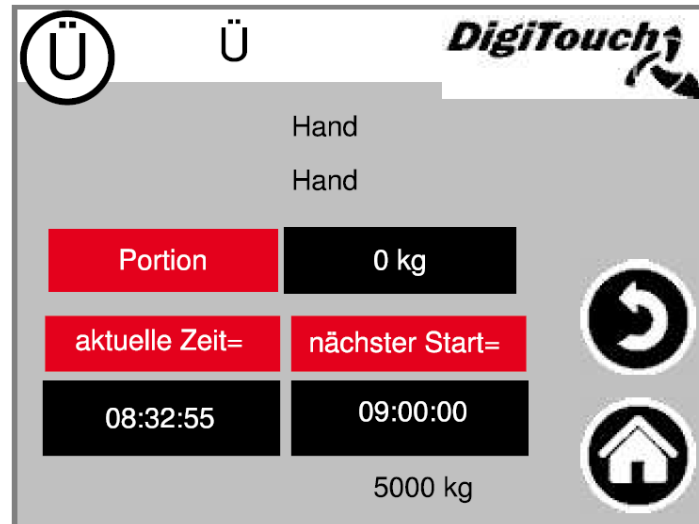 Ü Ü DigiTouch
Hand
Hand
Portion 0 kg
aktuelle Zeit= nächster Start=
08:32:55 09:00:00
5000 kg